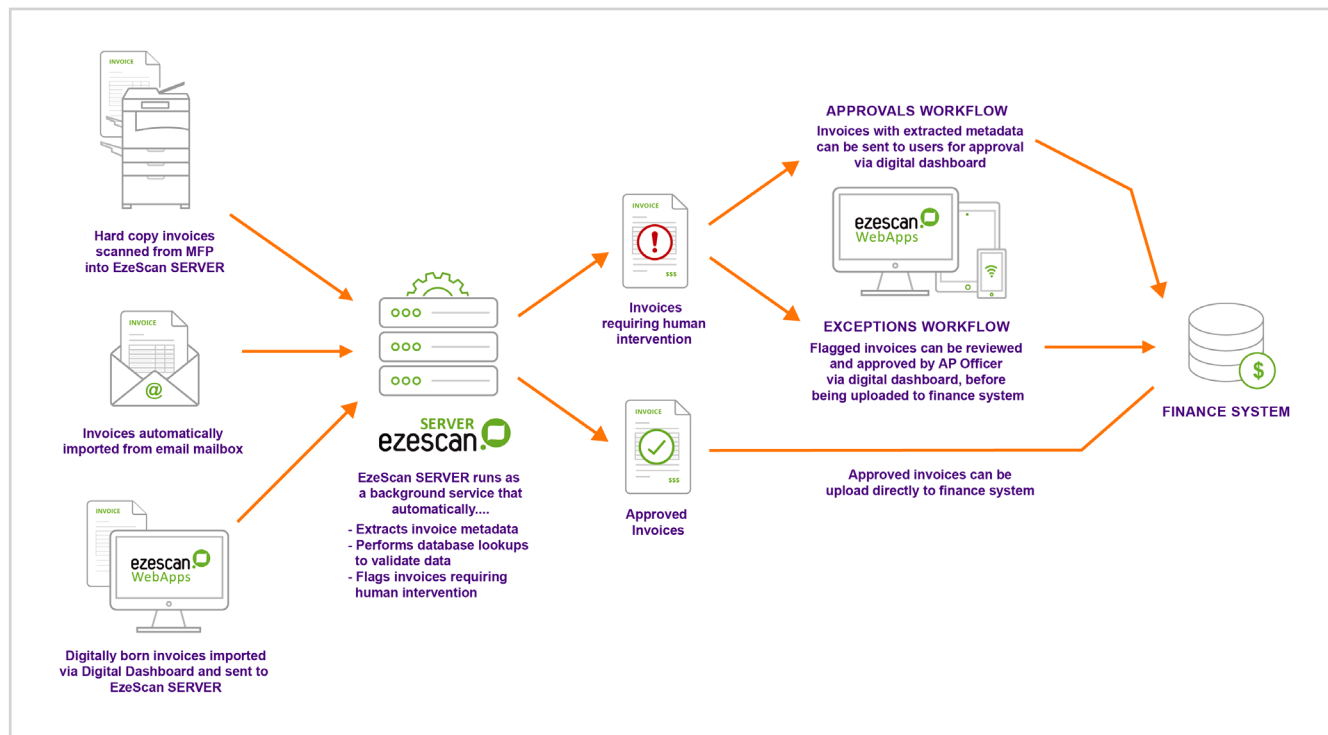 INVOICE
Hard copy invoices
scanned from MFP
into EzeScan SERVER
INVOICE
@
Invoices automatically
imported from email mailbox
INVOICE
ezescan
WebApps
Digitally born invoices imported
via Digital Dashboard and sent to
EzeScan SERVER
SERVER
ezescan
EzeScan SERVER runs as
a background service that
automatically....
- Extracts invoice metadata
- Performs database lookups
to validate data
- Flags invoices requiring
human intervention
INVOICE
!
$$$
Invoices
requiring human
intervention
INVOICE
$$$
Approved
Invoices
APPROVALS WORKFLOW
Invoices with extracted metadata
can be sent to users for approval
via digital dashboard
ezescan
WebApps
EXCEPTIONS WORKFLOW
Flagged invoices can be reviewed
and approved by AP Officer
via digital dashboard, before
being uploaded to finance system
Approved invoices can be
upload directly to finance system
$
FINANCE SYSTEM